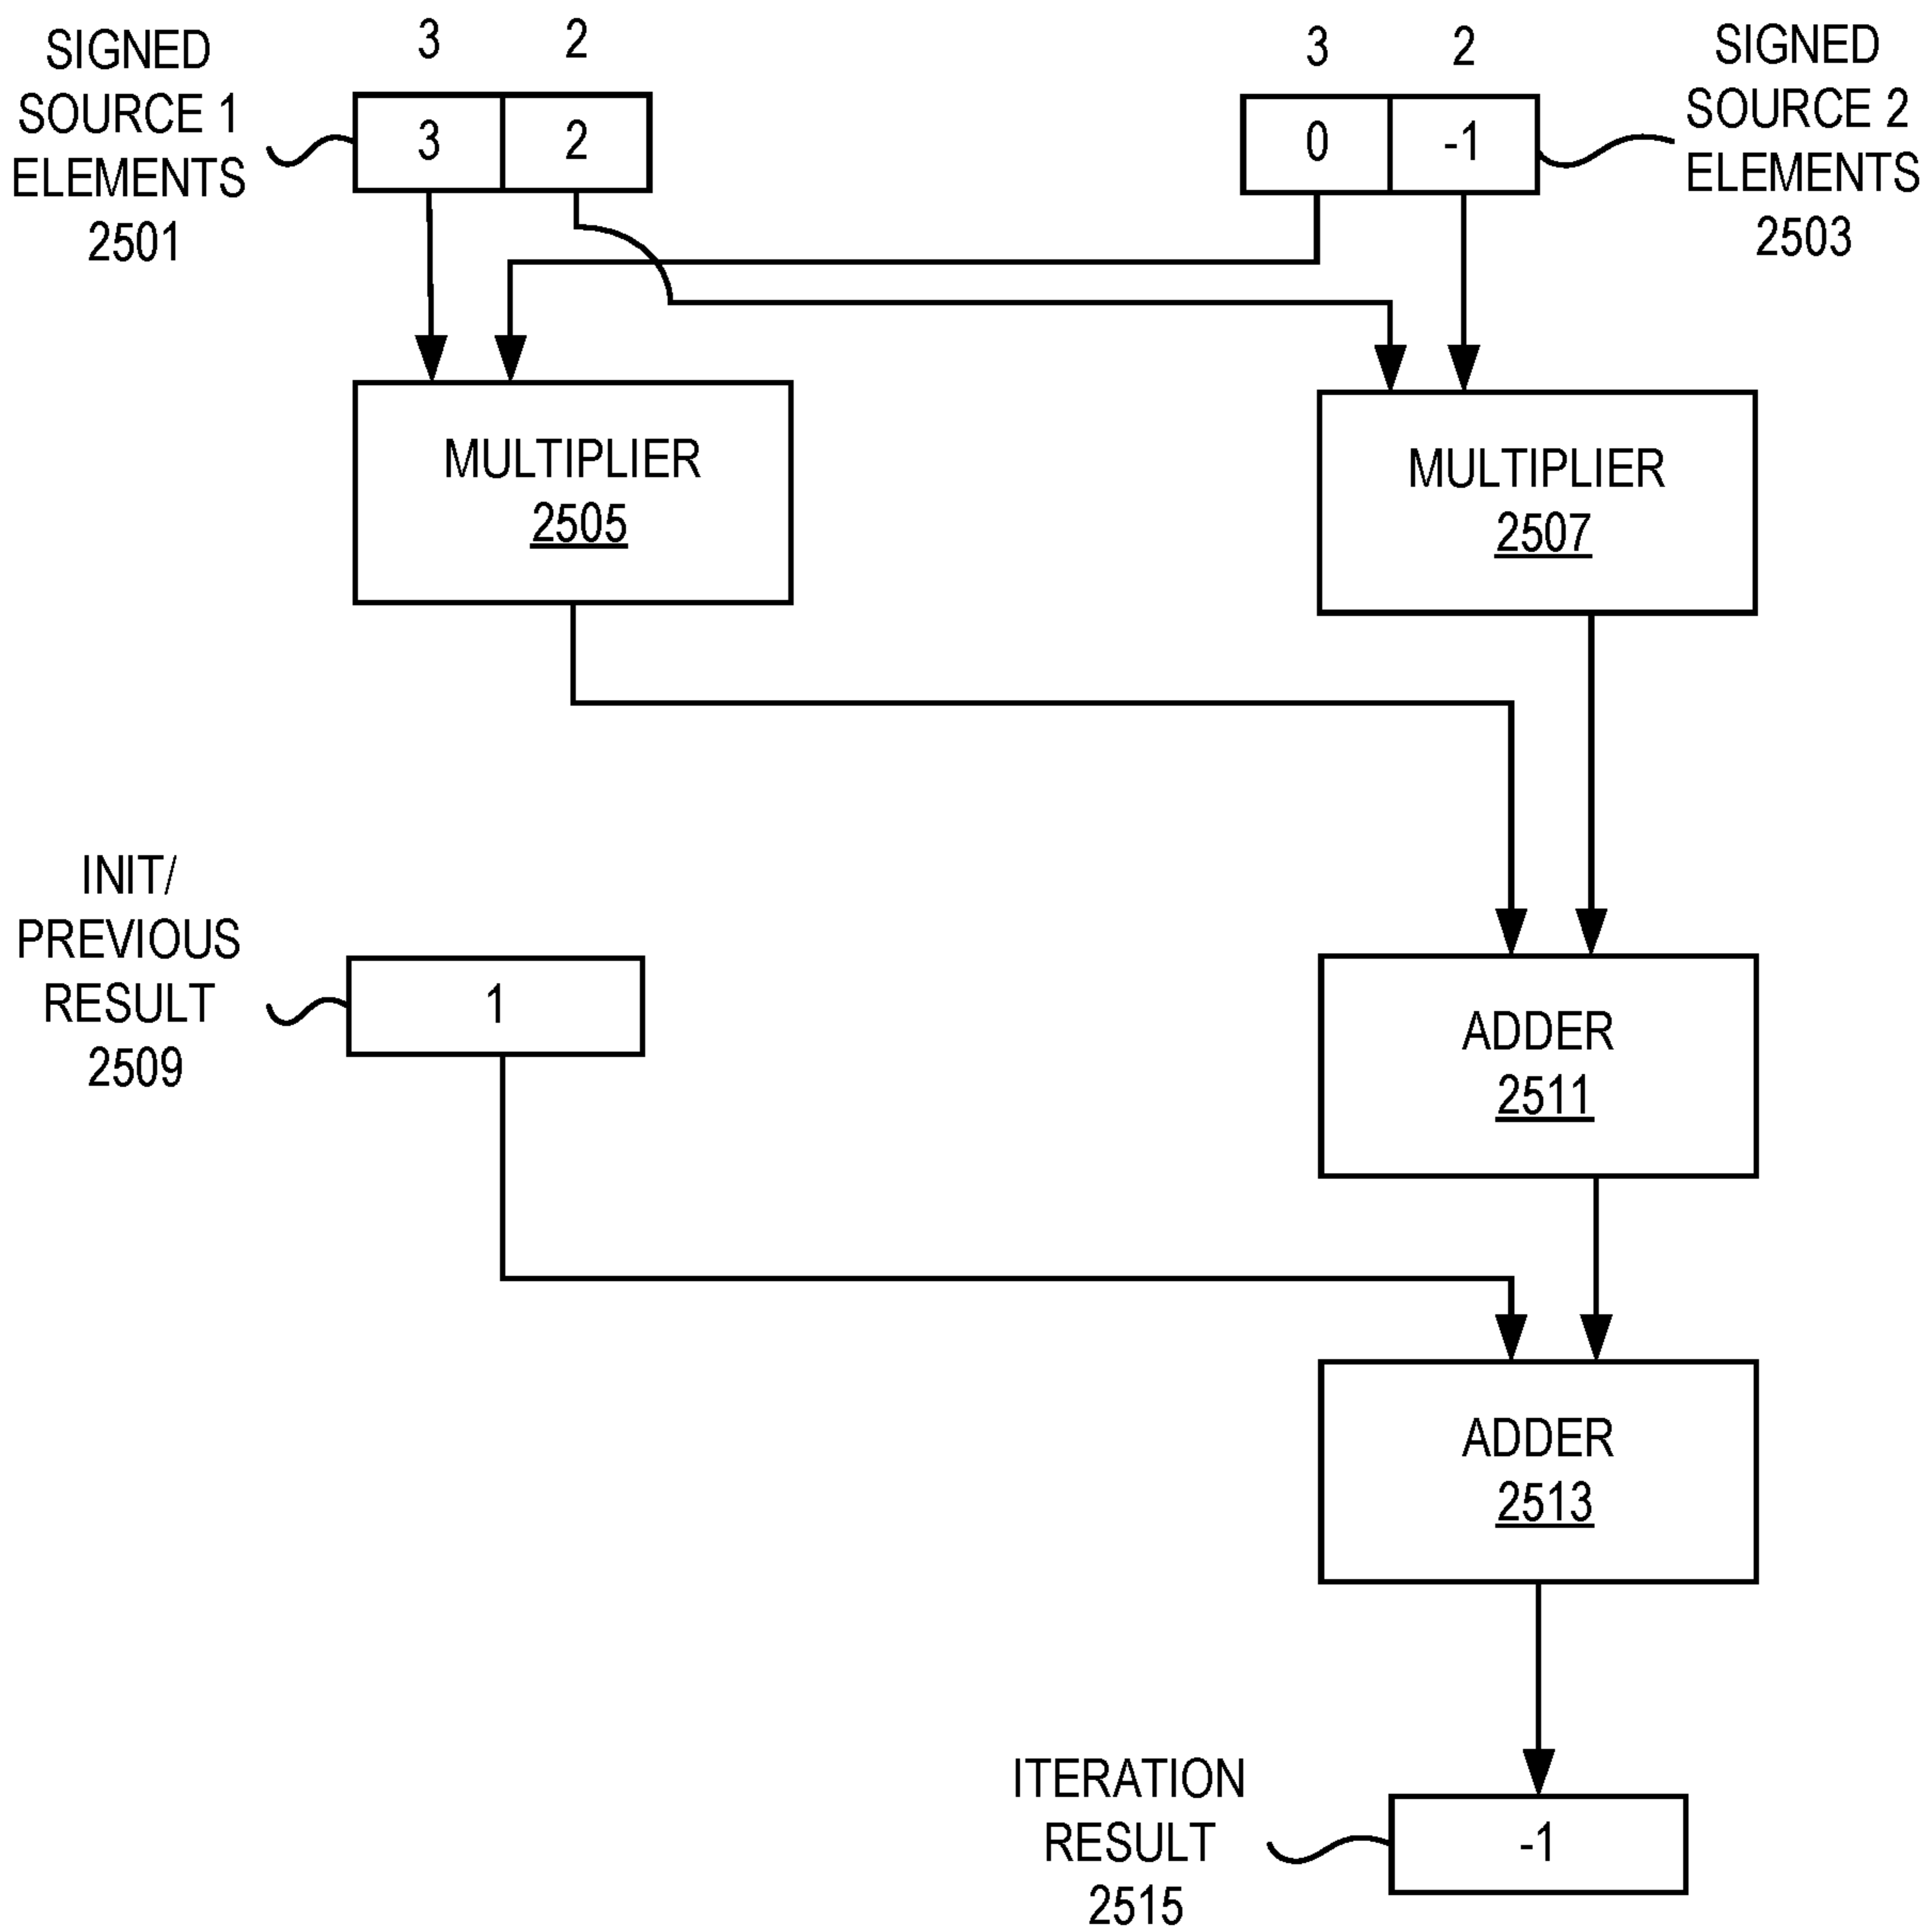 SIGNED
SOURCE 1
ELEMENTS
2501
3 2
3 2
3 2
0 -1
SIGNED
SOURCE 2
ELEMENTS
2503
MULTIPLIER
2505
MULTIPLIER
2507
INIT/
PREVIOUS
RESULT
2509
1
ADDER
2511
ADDER
2513
ITERATION
RESULT
2515
-1